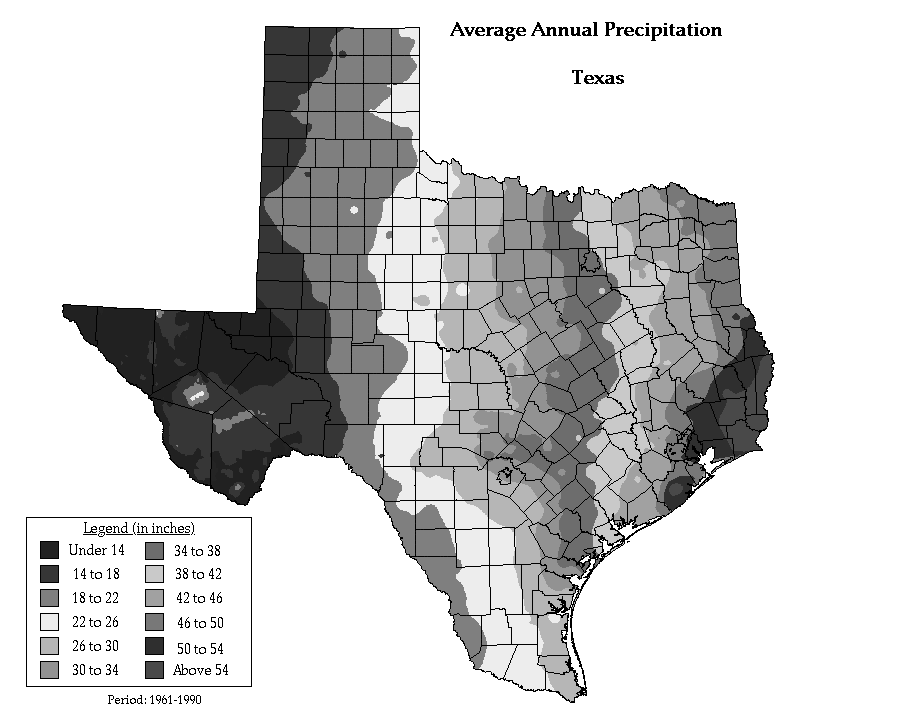 Average Annual Precipitation
Texas
Legend (in inches)
Under 14
14 to 18
18 to 22
22 to 26
26 to 30
30 to 34
34 to 38
38 to 42
42 to 46
46 to 50
50 to 54
Above 54
Period: 1961-1990